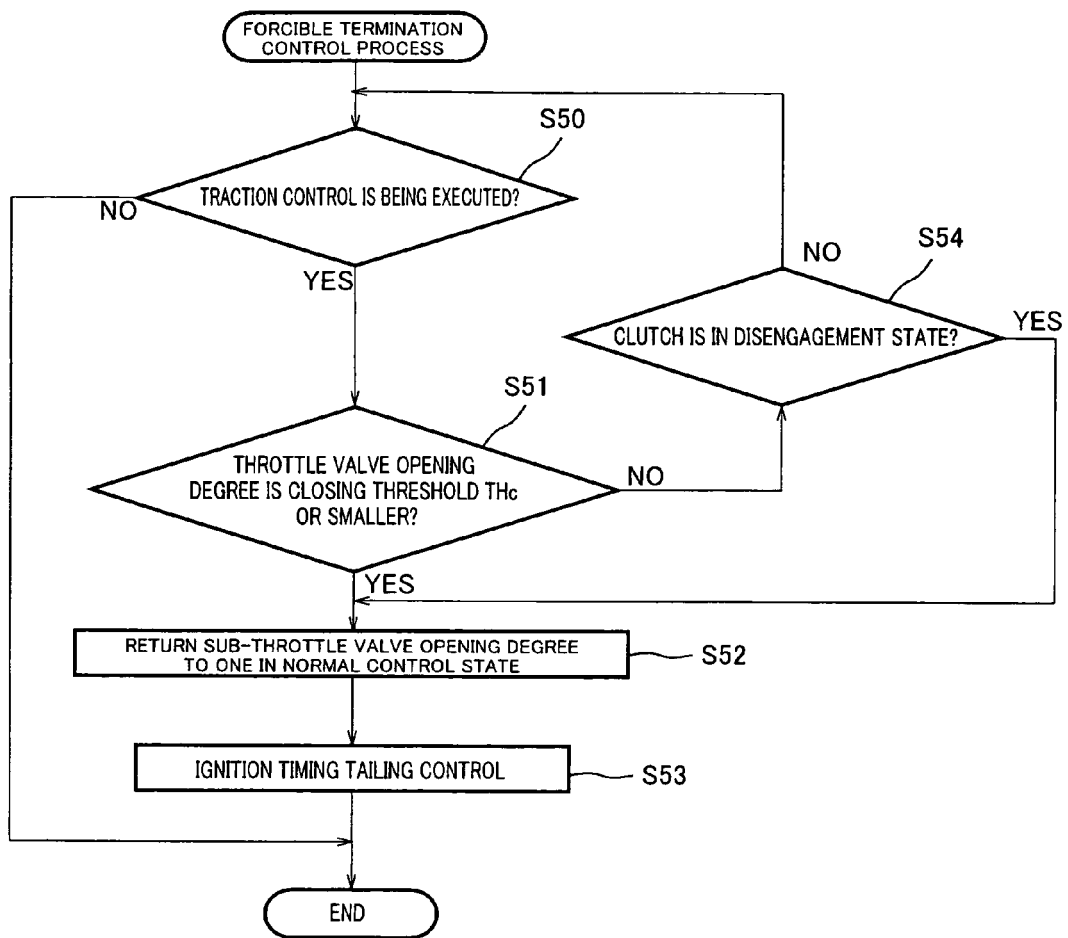 FORCIBLE TERMINATION
CONTROL PROCESS
S50
TRACTION CONTROL IS BEING EXECUTED?
NO
YES
S54
NO
CLUTCH IS IN DISENGAGEMENT STATE?
YES
S51
THROTTLE VALVE OPENING
DEGREE IS CLOSING THRESHOLD THc
OR SMALLER?
NO
YES
RETURN SUB-THROTTLE VALVE OPENING DEGREE
TO ONE IN NORMAL CONTROL STATE
S52
IGNITION TIMING TAILING CONTROL
S53
END